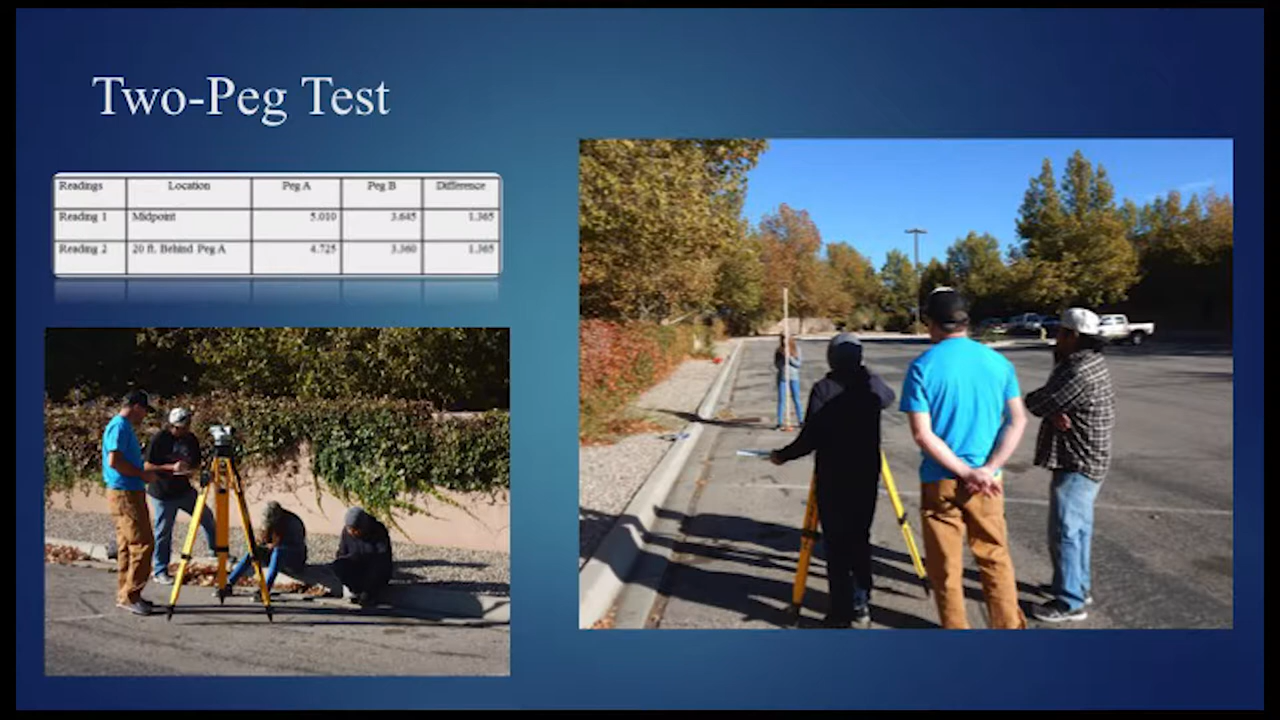 Two-Peg Test
Readings Location Peg A Peg B Difference
Reading 1 Midpoint 5.010 3.645 1.365
Reading 2 20 ft. Behind Peg A 4.725 3.360 1.365